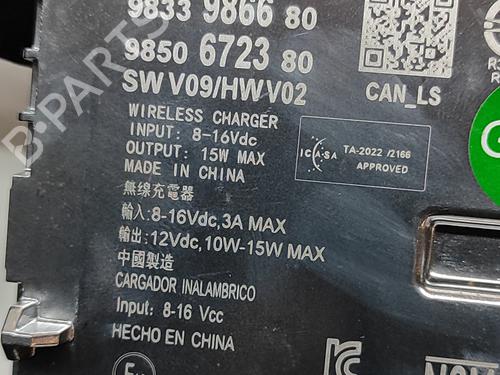 9833 9866 80
9850 6723 80
SW V09/HW V02
CAN_LS
WIRELESS CHARGER
INPUT: 8-16Vdc
OUTPUT: 15W MAX
MADE IN CHINA
ICASA
TA-2022 /2166
APPROVED
無線充電器
輸入:8-16Vdc,3A MAX
輸出:12Vdc,10W-15W MAX
中國製造
CARGADOR INALAMBRICO
Input: 8-16 Vcc
HECHO EN CHINA
B-PARTS